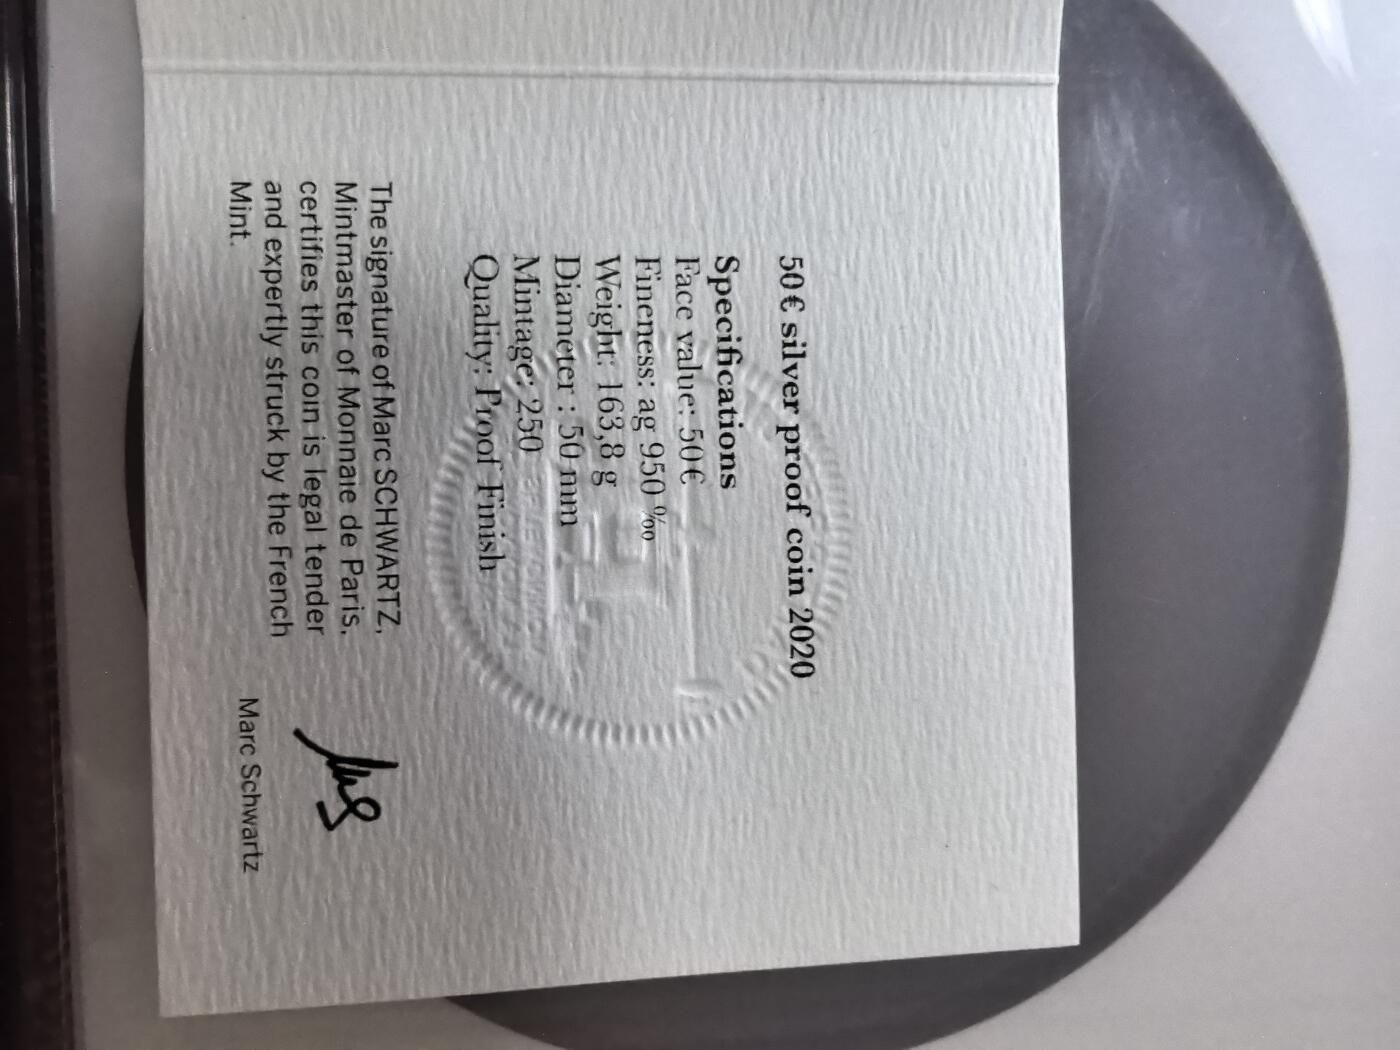 50€ silver proof coin 2020
Specifications
Face value: 50€
Fineness: ag 950 ‰
Weight: 163,8 g
Diameter : 50 mm
Mintage: 250
Quality: Proof Finish
The signature of Marc SCHWARTZ,
Mintmaster of Monnaie de Paris,
certifies this coin is legal tender
and expertly struck by the French
Mint.
Marc Schwartz